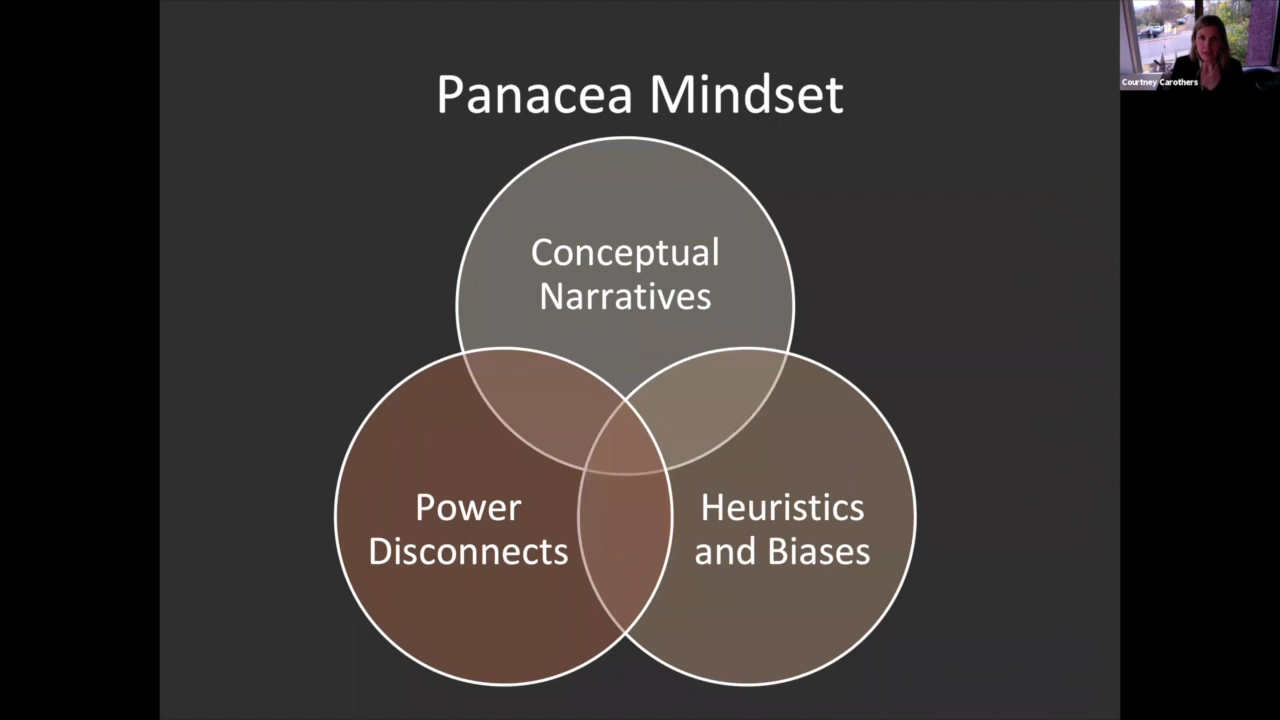 Panacea Mindset
Courtney Carothers
Conceptual
Narratives
Power
Disconnects
Heuristics
and Biases